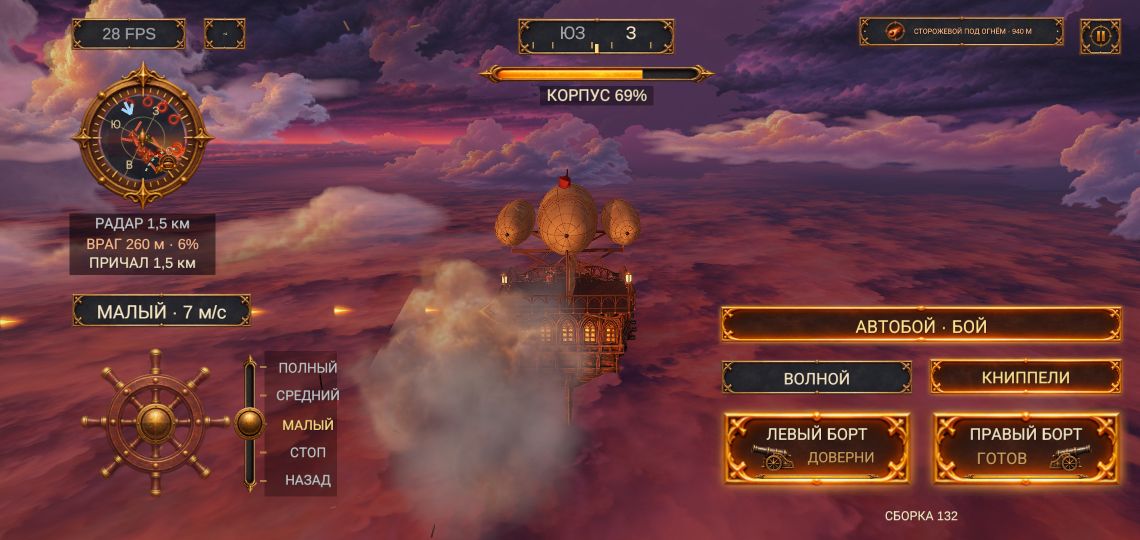 28 FPS
ЮЗ З
СТОРОЖЕВОЙ ПОД ОГНЁМ · 940 М
КОРПУС 69%
З
Ю
В
РАДАР 1,5 км
ВРАГ 260 м · 6%
ПРИЧАЛ 1,5 км
МАЛЫЙ · 7 м/с
ПОЛНЫЙ
СРЕДНИЙ
МАЛЫЙ
СТОП
НАЗАД
АВТОБОЙ · БОЙ
ВОЛНОЙ
КНИППЕЛИ
ЛЕВЫЙ БОРТ
ДОВЕРНИ
ПРАВЫЙ БОРТ
ГОТОВ
СБОРКА 132